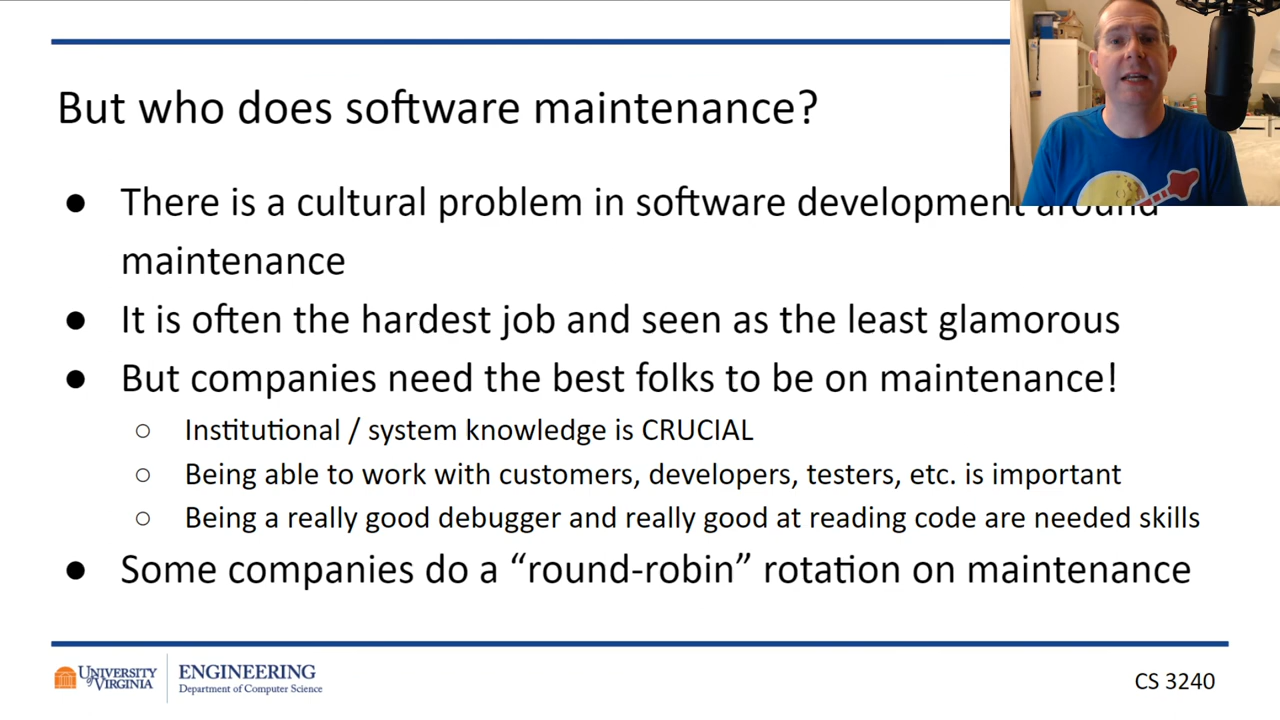 But who does software maintenance?
● There is a cultural problem in software development around
maintenance
● It is often the hardest job and seen as the least glamorous
● But companies need the best folks to be on maintenance!
○ Institutional / system knowledge is CRUCIAL
○ Being able to work with customers, developers, testers, etc. is important
○ Being a really good debugger and really good at reading code are needed skills
● Some companies do a “round-robin” rotation on maintenance
UNIVERSITY of VIRGINIA
ENGINEERING
Department of Computer Science
CS 3240